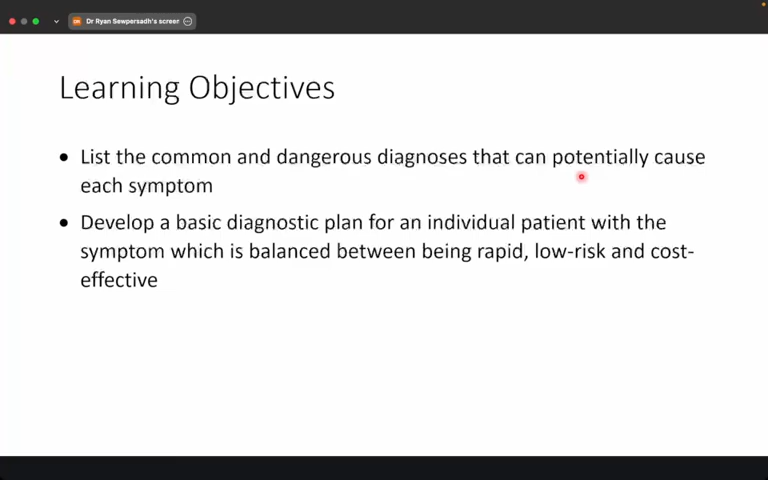 Dr Ryan Sewpersadh's screen
Learning Objectives
• List the common and dangerous diagnoses that can potentially cause
each symptom
• Develop a basic diagnostic plan for an individual patient with the
symptom which is balanced between being rapid, low-risk and cost-
effective